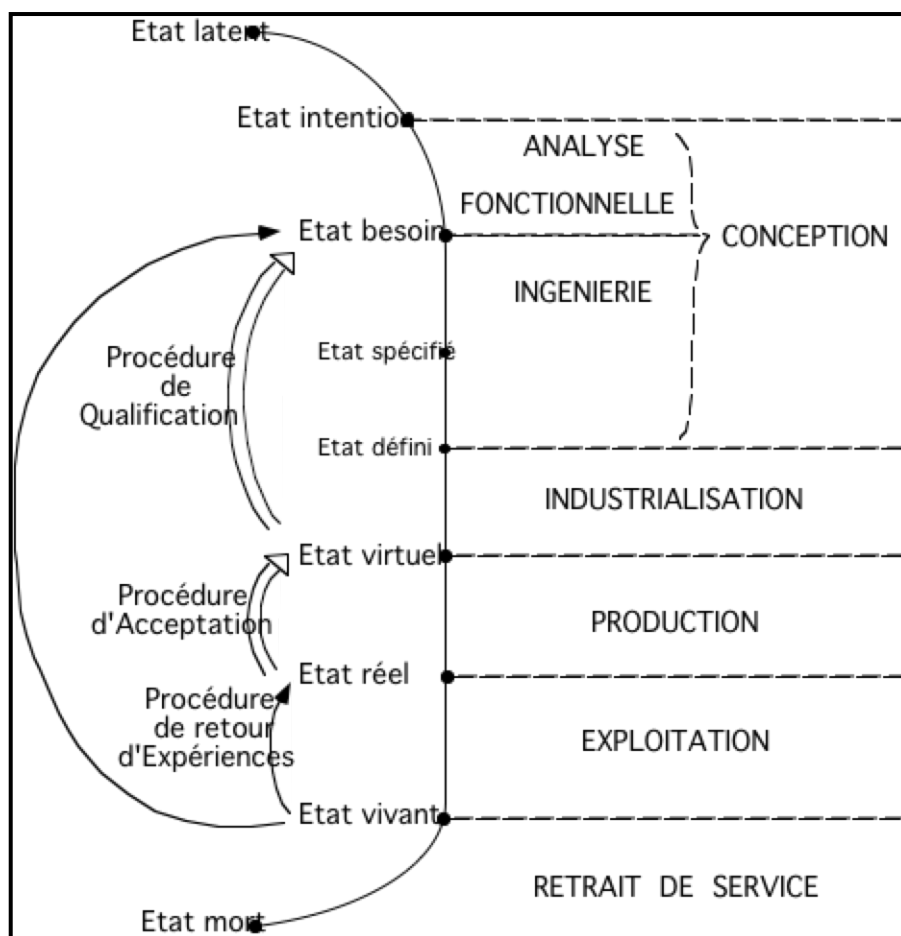 Etat latent
Etat intention
ANALYSE
FONCTIONNELLE
Etat besoin
CONCEPTION
INGENIERIE
Procédure
de
Qualification
Etat spécifié
Etat défini
INDUSTRIALISATION
Etat virtuel
Procédure
d'Acceptation
PRODUCTION
Etat réel
Procédure
de retour
d'Expériences
EXPLOITATION
Etat vivant
RETRAIT DE SERVICE
Etat mort